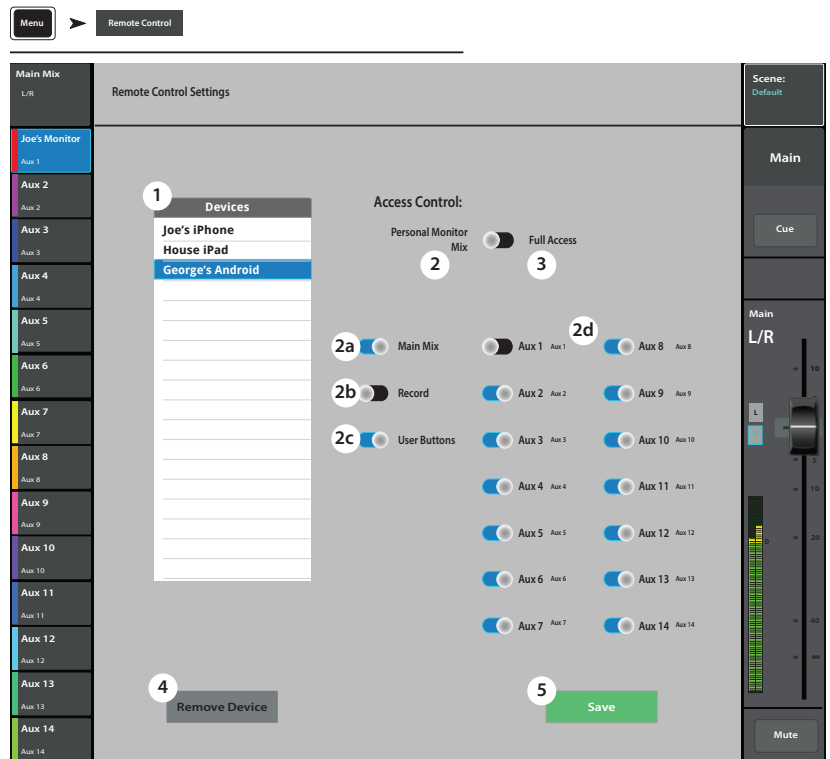 Menu
Remote Control
Main Mix
L/R
Remote Control Settings
Scene:
Default
Joe's Monitor
Aux 1
Aux 2
Aux 2
Aux 3
Aux 3
Aux 4
Aux 4
Aux 5
Aux 5
Aux 6
Aux 6
Aux 7
Aux 7
Aux 8
Aux 8
Aux 9
Aux 9
Aux 10
Aux 10
Aux 11
Aux 11
Aux 12
Aux 12
Aux 13
Aux 13
Aux 14
Aux 14
1
Devices
Joe's iPhone
House iPad
George's Android
Access Control:
Personal Monitor
Mix
Full Access
2
3
2a
Main Mix
2b
Record
2c
User Buttons
2d
Aux 1 Aux 1
Aux 2 Aux 2
Aux 3 Aux 3
Aux 4 Aux 4
Aux 5 Aux 5
Aux 6 Aux 6
Aux 7 Aux 7
Aux 8 Aux 8
Aux 9 Aux 9
Aux 10 Aux 10
Aux 11 Aux 11
Aux 12 Aux 12
Aux 13 Aux 13
Aux 14 Aux 14
4
Remove Device
5
Save
Main
Cue
Main
L/R
10
L
5
10
0
20
40
∞
Mute